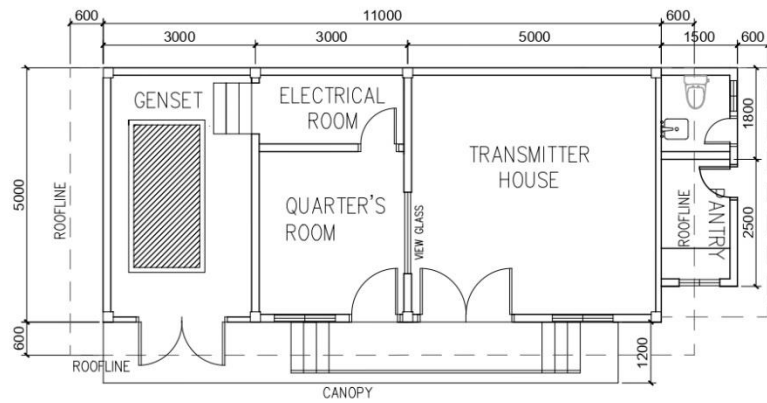 600
11000
600
3000
3000
5000
1500
600
GENSET
ELECTRICAL
ROOM
TRANSMITTER
HOUSE
QUARTER'S
ROOM
VIEW GLASS
ROOFLINE
PANTRY
1800
2500
5000
ROOFLINE
600
1200
ROOFLINE
CANOPY